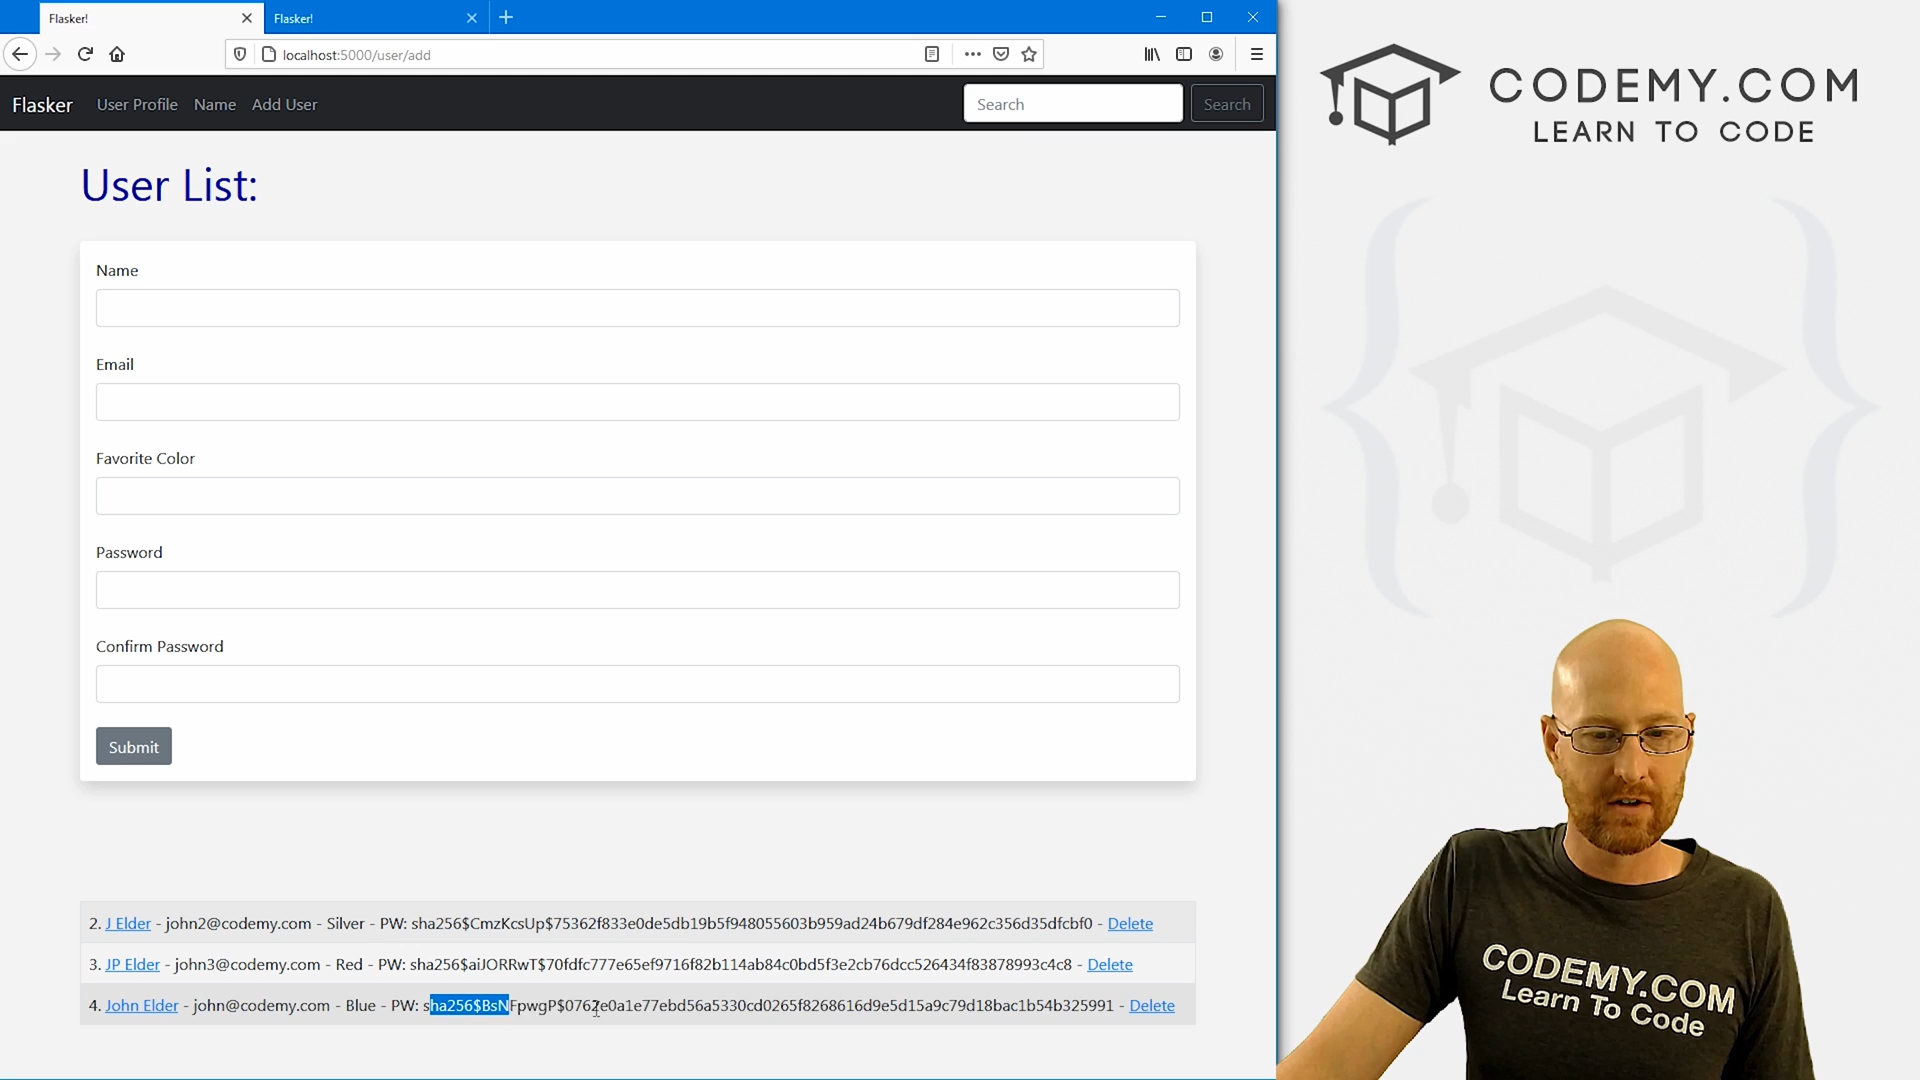 Flasker!
Flasker!
localhost:5000/user/add
Flasker User Profile Name Add User Search Search
User List:
Name
Email
Favorite Color
Password
Confirm Password
Submit
2. J Elder - john2@codemy.com - Silver - PW: sha256$CmzKcsUp$75362f833e0de5db19b5f948055603b959ad24b679df284e962c356d35dfcbf0 - Delete
3. JP Elder - john3@codemy.com - Red - PW: sha256$aiJORRwT$70fdfc777e65ef9716f82b114ab84c0bd5f3e2cb76dcc526434f83878993c4c8 - Delete
4. John Elder - john@codemy.com - Blue - PW: sha256$BsNFpwgP$0762e0a1e77ebd56a5330cd0265f8268616d9e5d15a9c79d18bac1b54b325991 - Delete
CODEMY.COM
LEARN TO CODE
CODEMY.COM
Learn To Code